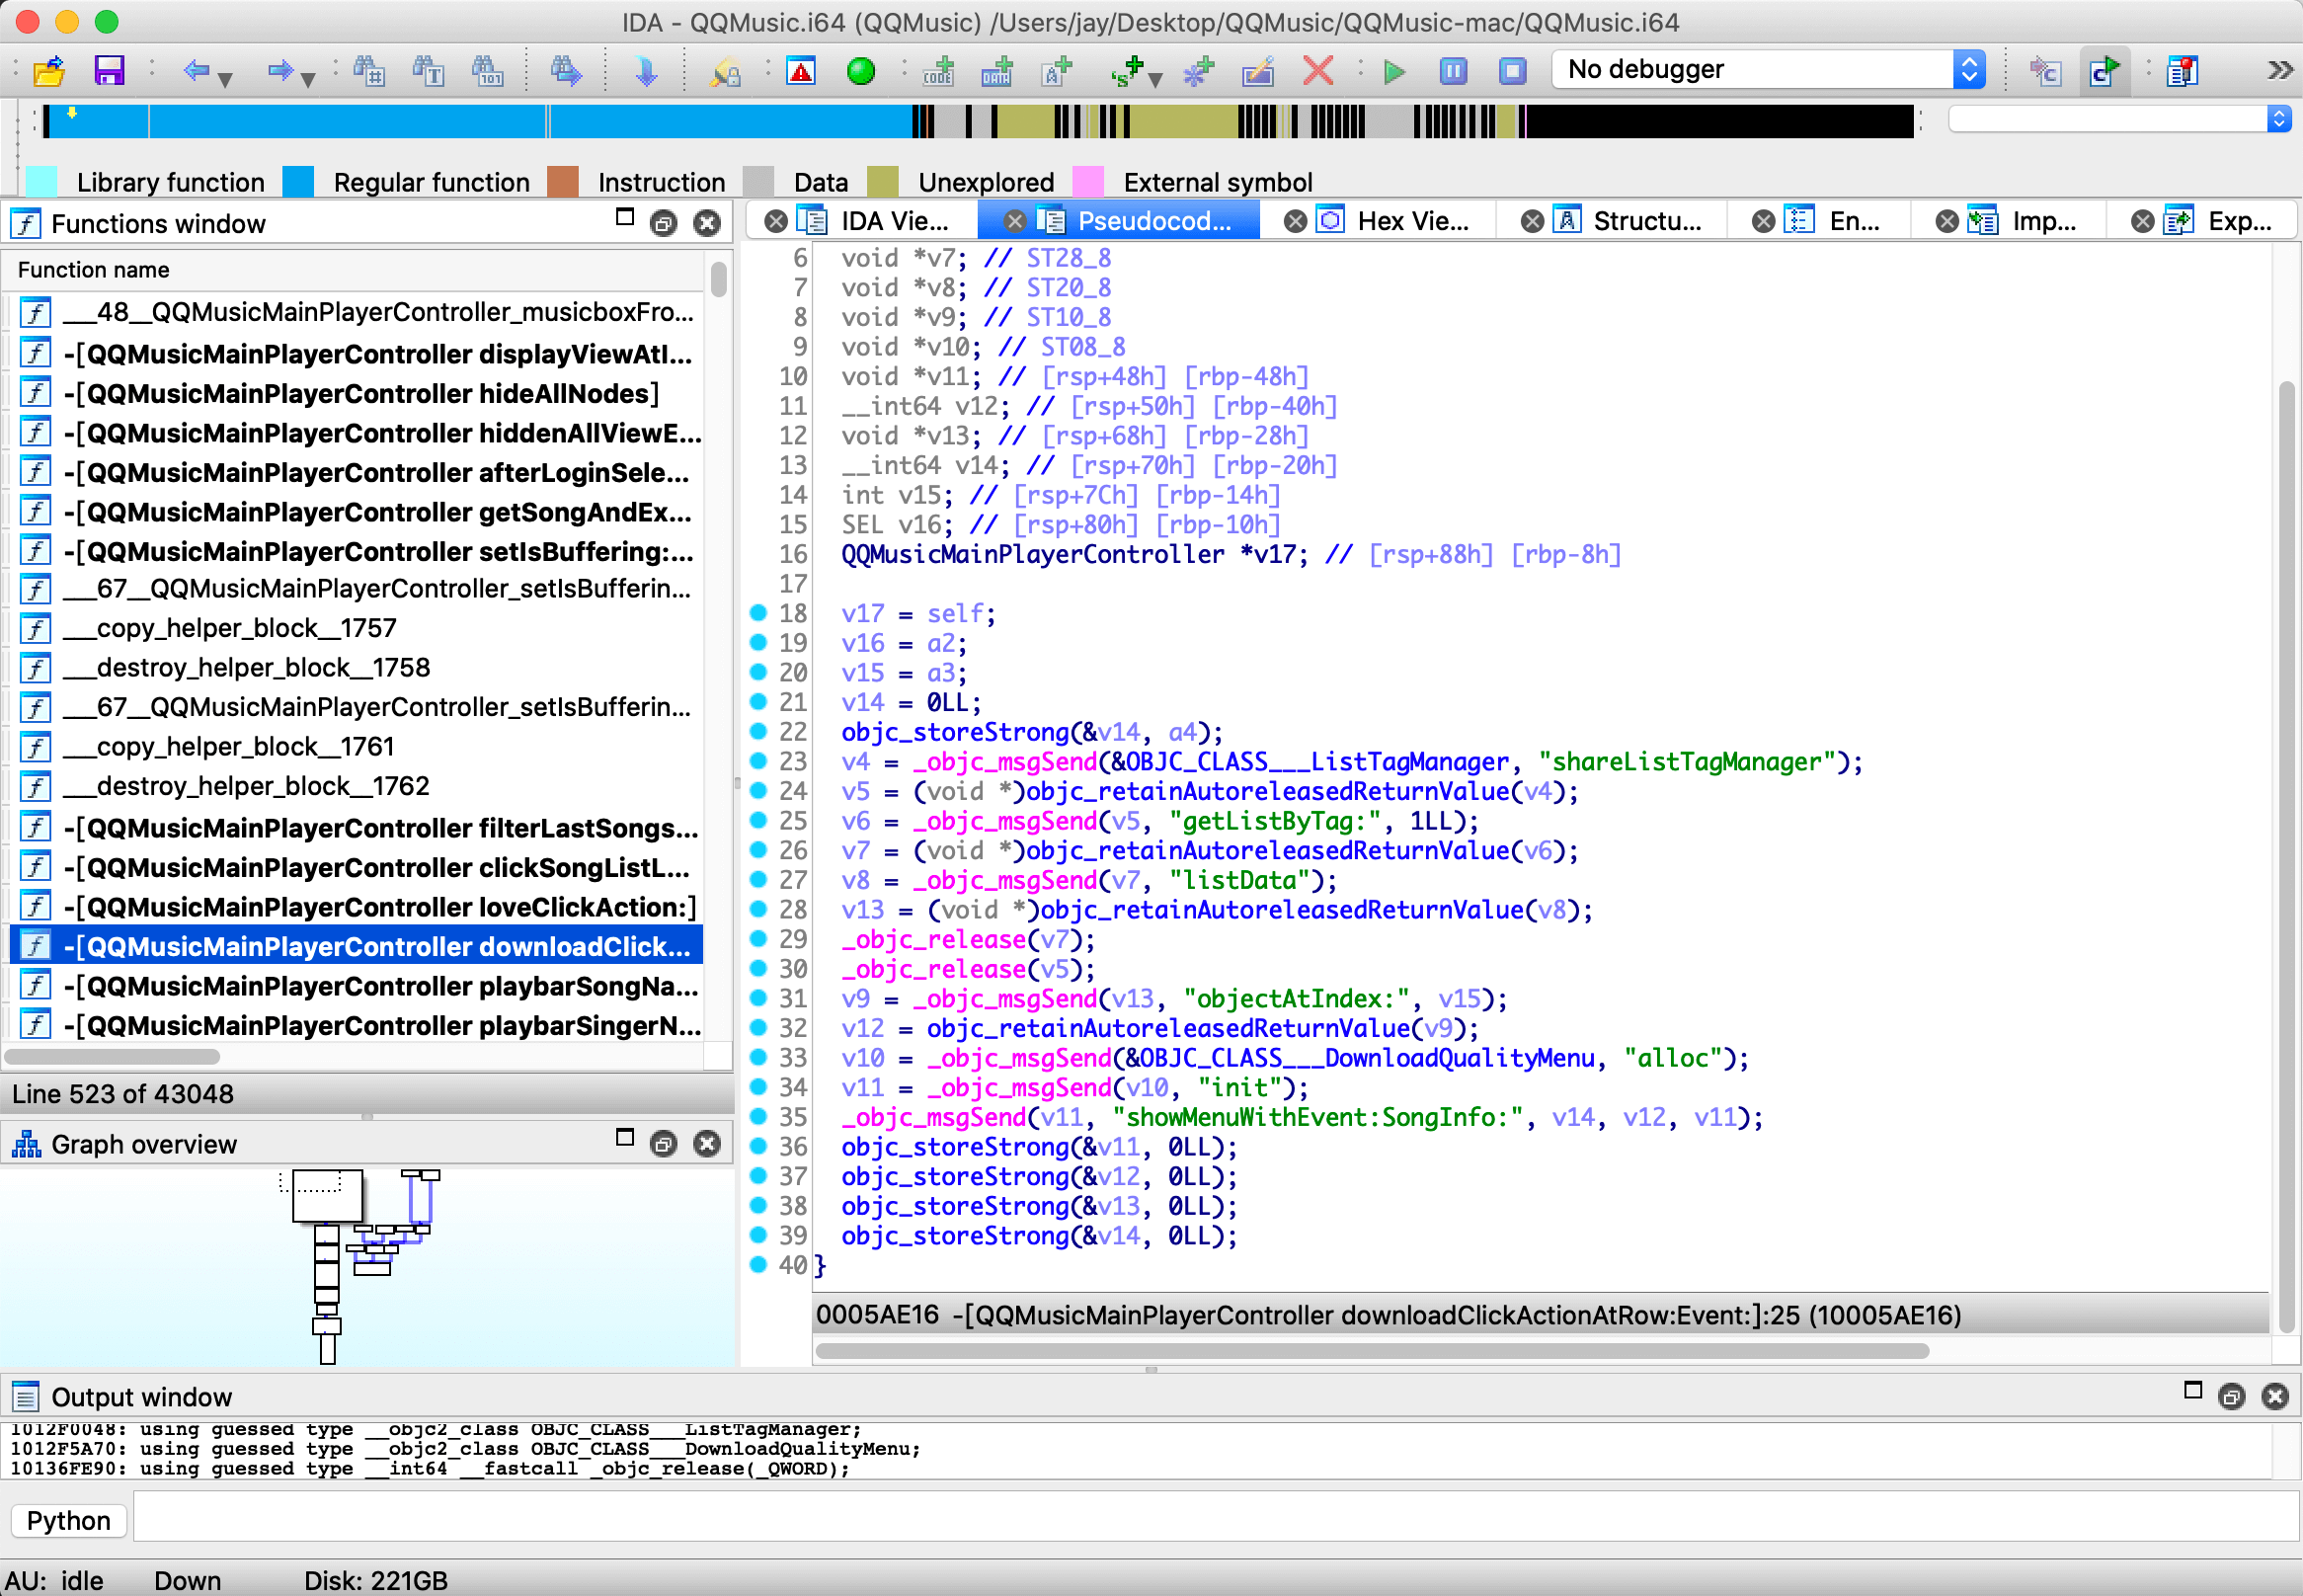 IDA - QQMusic.i64 (QQMusic) /Users/jay/Desktop/QQMusic/QQMusic-mac/QQMusic.i64
No debugger
Library function Regular function Instruction Data Unexplored External symbol
Functions window
Function name
___48__QQMusicMainPlayerController_musicboxFro...
-[QQMusicMainPlayerController displayViewAtI...
-[QQMusicMainPlayerController hideAllNodes]
-[QQMusicMainPlayerController hiddenAllViewE...
-[QQMusicMainPlayerController afterLoginSele...
-[QQMusicMainPlayerController getSongAndEx...
-[QQMusicMainPlayerController setIsBuffering:...
___67__QQMusicMainPlayerController_setIsBufferin...
___copy_helper_block__1757
___destroy_helper_block__1758
___67__QQMusicMainPlayerController_setIsBufferin...
___copy_helper_block__1761
___destroy_helper_block__1762
-[QQMusicMainPlayerController filterLastSongs...
-[QQMusicMainPlayerController clickSongListL...
-[QQMusicMainPlayerController loveClickAction:]
-[QQMusicMainPlayerController downloadClick...
-[QQMusicMainPlayerController playbarSongNa...
-[QQMusicMainPlayerController playbarSingerN...
Line 523 of 43048
Graph overview
IDA Vie... Pseudocod... Hex Vie... Structu... En... Imp... Exp...
6 void *v7; // ST28_8
7 void *v8; // ST20_8
8 void *v9; // ST10_8
9 void *v10; // ST08_8
10 void *v11; // [rsp+48h] [rbp-48h]
11 __int64 v12; // [rsp+50h] [rbp-40h]
12 void *v13; // [rsp+68h] [rbp-28h]
13 __int64 v14; // [rsp+70h] [rbp-20h]
14 int v15; // [rsp+7Ch] [rbp-14h]
15 SEL v16; // [rsp+80h] [rbp-10h]
16 QQMusicMainPlayerController *v17; // [rsp+88h] [rbp-8h]
17
18 v17 = self;
19 v16 = a2;
20 v15 = a3;
21 v14 = 0LL;
22 objc_storeStrong(&v14, a4);
23 v4 = _objc_msgSend(&OBJC_CLASS___ListTagManager, "shareListTagManager");
24 v5 = (void *)objc_retainAutoreleasedReturnValue(v4);
25 v6 = _objc_msgSend(v5, "getListByTag:", 1LL);
26 v7 = (void *)objc_retainAutoreleasedReturnValue(v6);
27 v8 = _objc_msgSend(v7, "listData");
28 v13 = (void *)objc_retainAutoreleasedReturnValue(v8);
29 _objc_release(v7);
30 _objc_release(v5);
31 v9 = _objc_msgSend(v13, "objectAtIndex:", v15);
32 v12 = objc_retainAutoreleasedReturnValue(v9);
33 v10 = _objc_msgSend(&OBJC_CLASS___DownloadQualityMenu, "alloc");
34 v11 = _objc_msgSend(v10, "init");
35 _objc_msgSend(v11, "showMenuWithEvent:SongInfo:", v14, v12, v11);
36 objc_storeStrong(&v11, 0LL);
37 objc_storeStrong(&v12, 0LL);
38 objc_storeStrong(&v13, 0LL);
39 objc_storeStrong(&v14, 0LL);
40 }
0005AE16 -[QQMusicMainPlayerController downloadClickActionAtRow:Event:]:25 (10005AE16)
Output window
1012F0048: using guessed type __objc2_class OBJC_CLASS___ListTagManager;
1012F5A70: using guessed type __objc2_class OBJC_CLASS___DownloadQualityMenu;
10136FE90: using guessed type __int64 __fastcall _objc_release(_QWORD);
Python
AU: idle Down Disk: 221GB